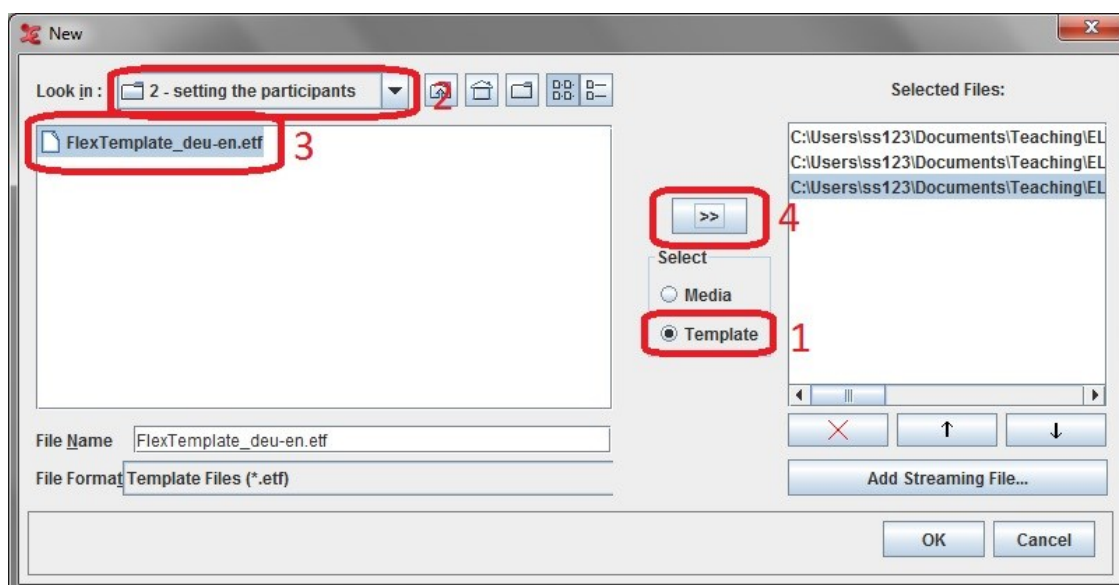 New
Look in : 2 - setting the participants 2
Selected Files:
FlexTemplate_deu-en.etf 3
C:\Users\ss123\Documents\Teaching\EL
C:\Users\ss123\Documents\Teaching\EL
C:\Users\ss123\Documents\Teaching\EL
>> 4
Select
Media
Template 1
File Name FlexTemplate_deu-en.etf
File Format Template Files (*.etf)
Add Streaming File...
OK Cancel